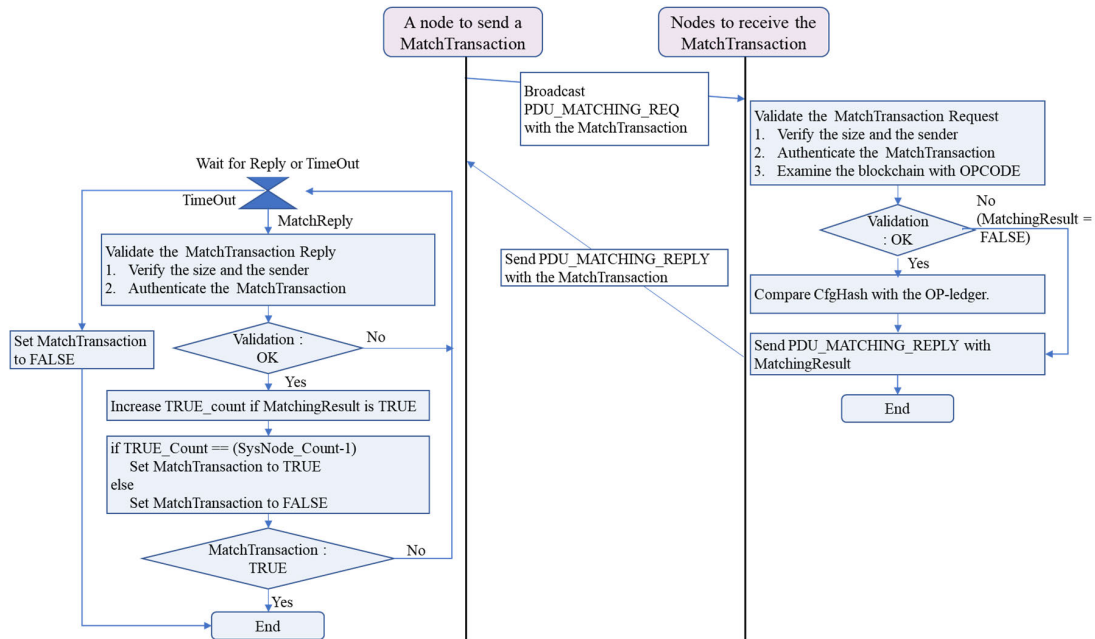 A node to send a
MatchTransaction
Nodes to receive the
MatchTransaction
Broadcast
PDU_MATCHING_REQ
with the MatchTransaction
Validate the MatchTransaction Request
1. Verify the size and the sender
2. Authenticate the MatchTransaction
3. Examine the blockchain with OPCODE
Validation
: OK
No
(MatchingResult =
FALSE)
Yes
Compare CfgHash with the OP-ledger.
Send PDU_MATCHING_REPLY with
MatchingResult
End
Send PDU_MATCHING_REPLY
with the MatchTransaction
Wait for Reply or TimeOut
TimeOut
MatchReply
Validate the MatchTransaction Reply
1. Verify the size and the sender
2. Authenticate the MatchTransaction
Set MatchTransaction
to FALSE
Validation :
OK
No
Yes
Increase TRUE_count if MatchingResult is TRUE
if TRUE_Count == (SysNode_Count-1)
Set MatchTransaction to TRUE
else
Set MatchTransaction to FALSE
MatchTransaction :
TRUE
No
Yes
End